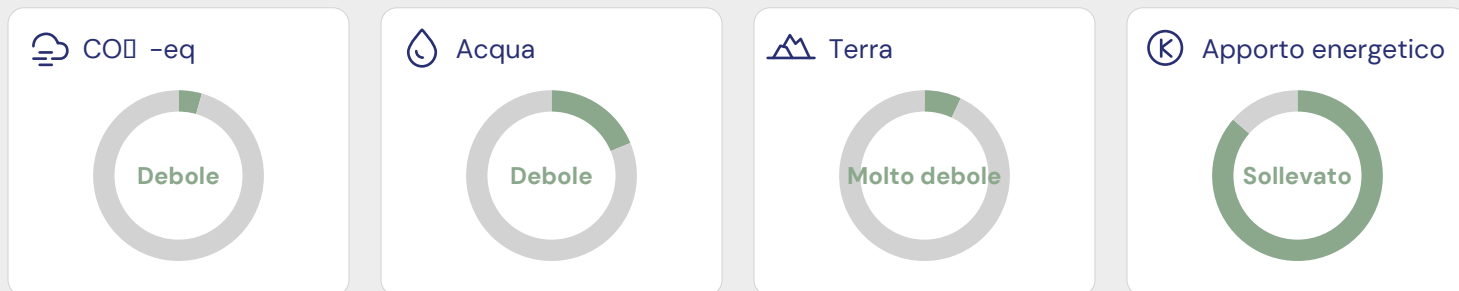 CO▯ -eq
Acqua
Terra
Apporto energetico
Debole
Debole
Molto debole
Sollevato